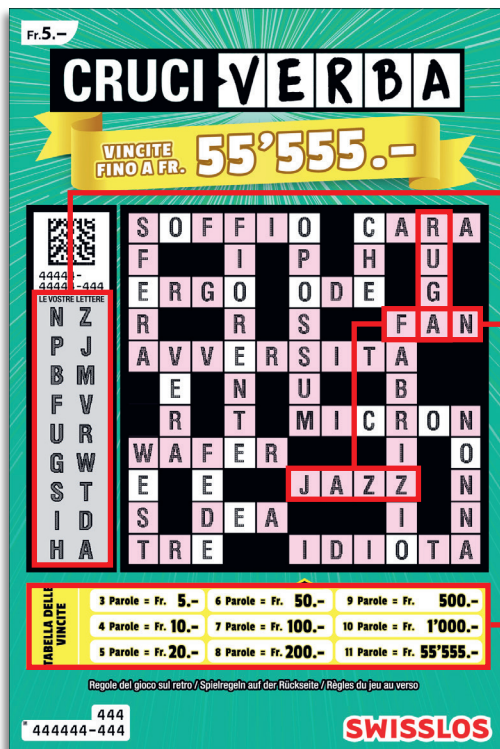 Fr.5.–
CRUCIVERBA
VINCITE
FINO A FR. 55'555.–
44444-
44444-444
LE VOSTRE LETTERE
N Z
P J
B M
F V
U R
G W
S T
I D
H A
S O F F I O C A R A
F I P H U
E R G O O D E G
R R S F A N
A V V E R S I T A
E N U B
R T M I C R O N
W A F E R I O
E E J A Z Z N
S D E A I N
T R E I D I O T A
TABELLA DELLE
VINCITE
3 Parole = Fr. 5.– 6 Parole = Fr. 50.– 9 Parole = Fr. 500.–
4 Parole = Fr. 10.– 7 Parole = Fr. 100.– 10 Parole = Fr. 1'000.–
5 Parole = Fr. 20.– 8 Parole = Fr. 200.– 11 Parole = Fr. 55'555.–
Regole del gioco sul retro / Spielregeln auf der Rückseite / Règles du jeu au verso
444
444444-444
SWISSLOS